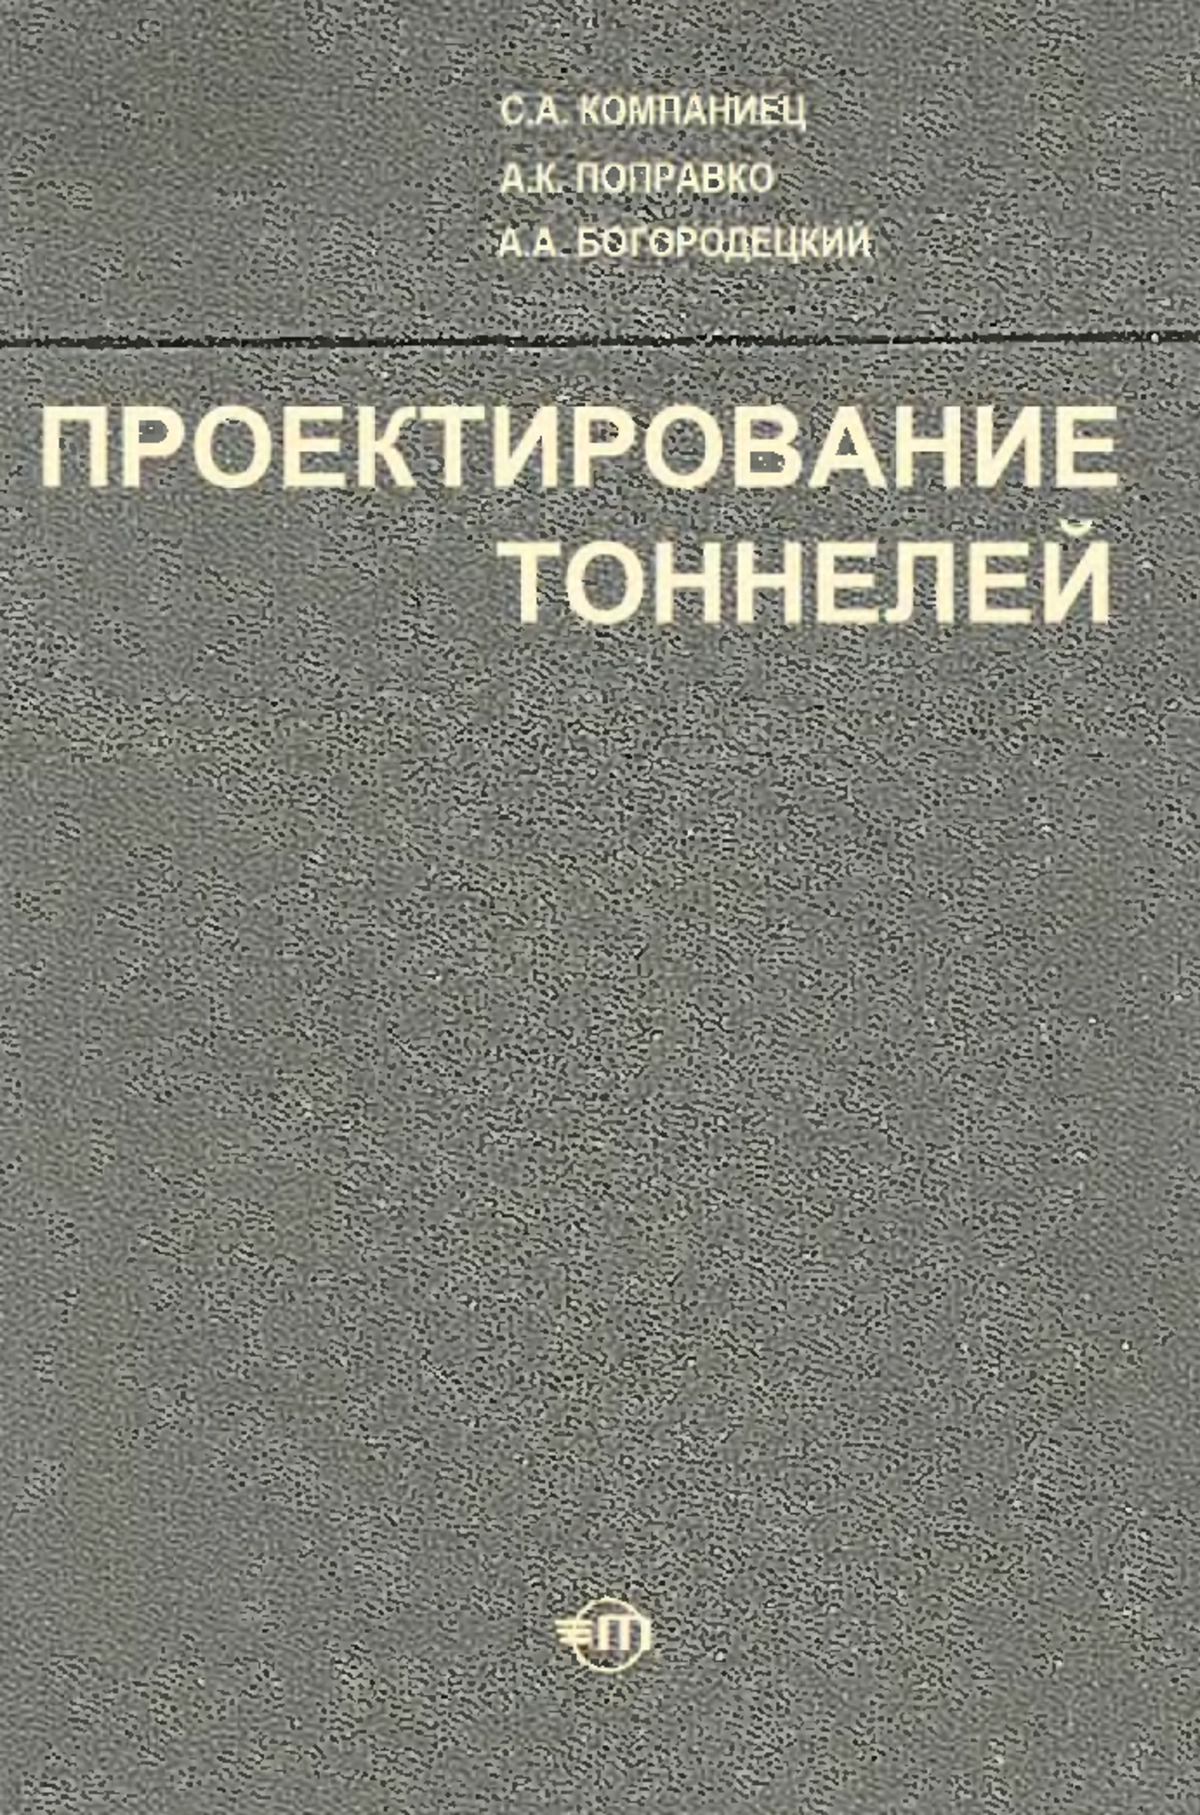 С.А. КОМПАНИЕЦ
А.К. ПОПРАВКО
А.А. БОГОРОДЕЦКИЙ
ПРОЕКТИРОВАНИЕ
ТОННЕЛЕЙ